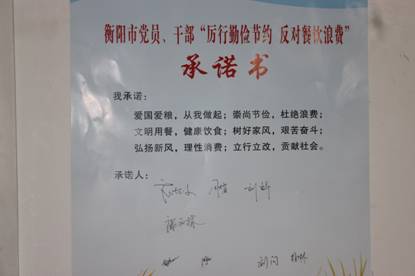 衡阳市党员、干部“厉行勤俭节约 反对餐饮浪费”
承诺书
我承诺：
爱国爱粮，从我做起；崇尚节俭，杜绝浪费；
文明用餐，健康饮食；树好家风，艰苦奋斗；
弘扬新风，理性消费；立行立改，贡献社会。
承诺人：